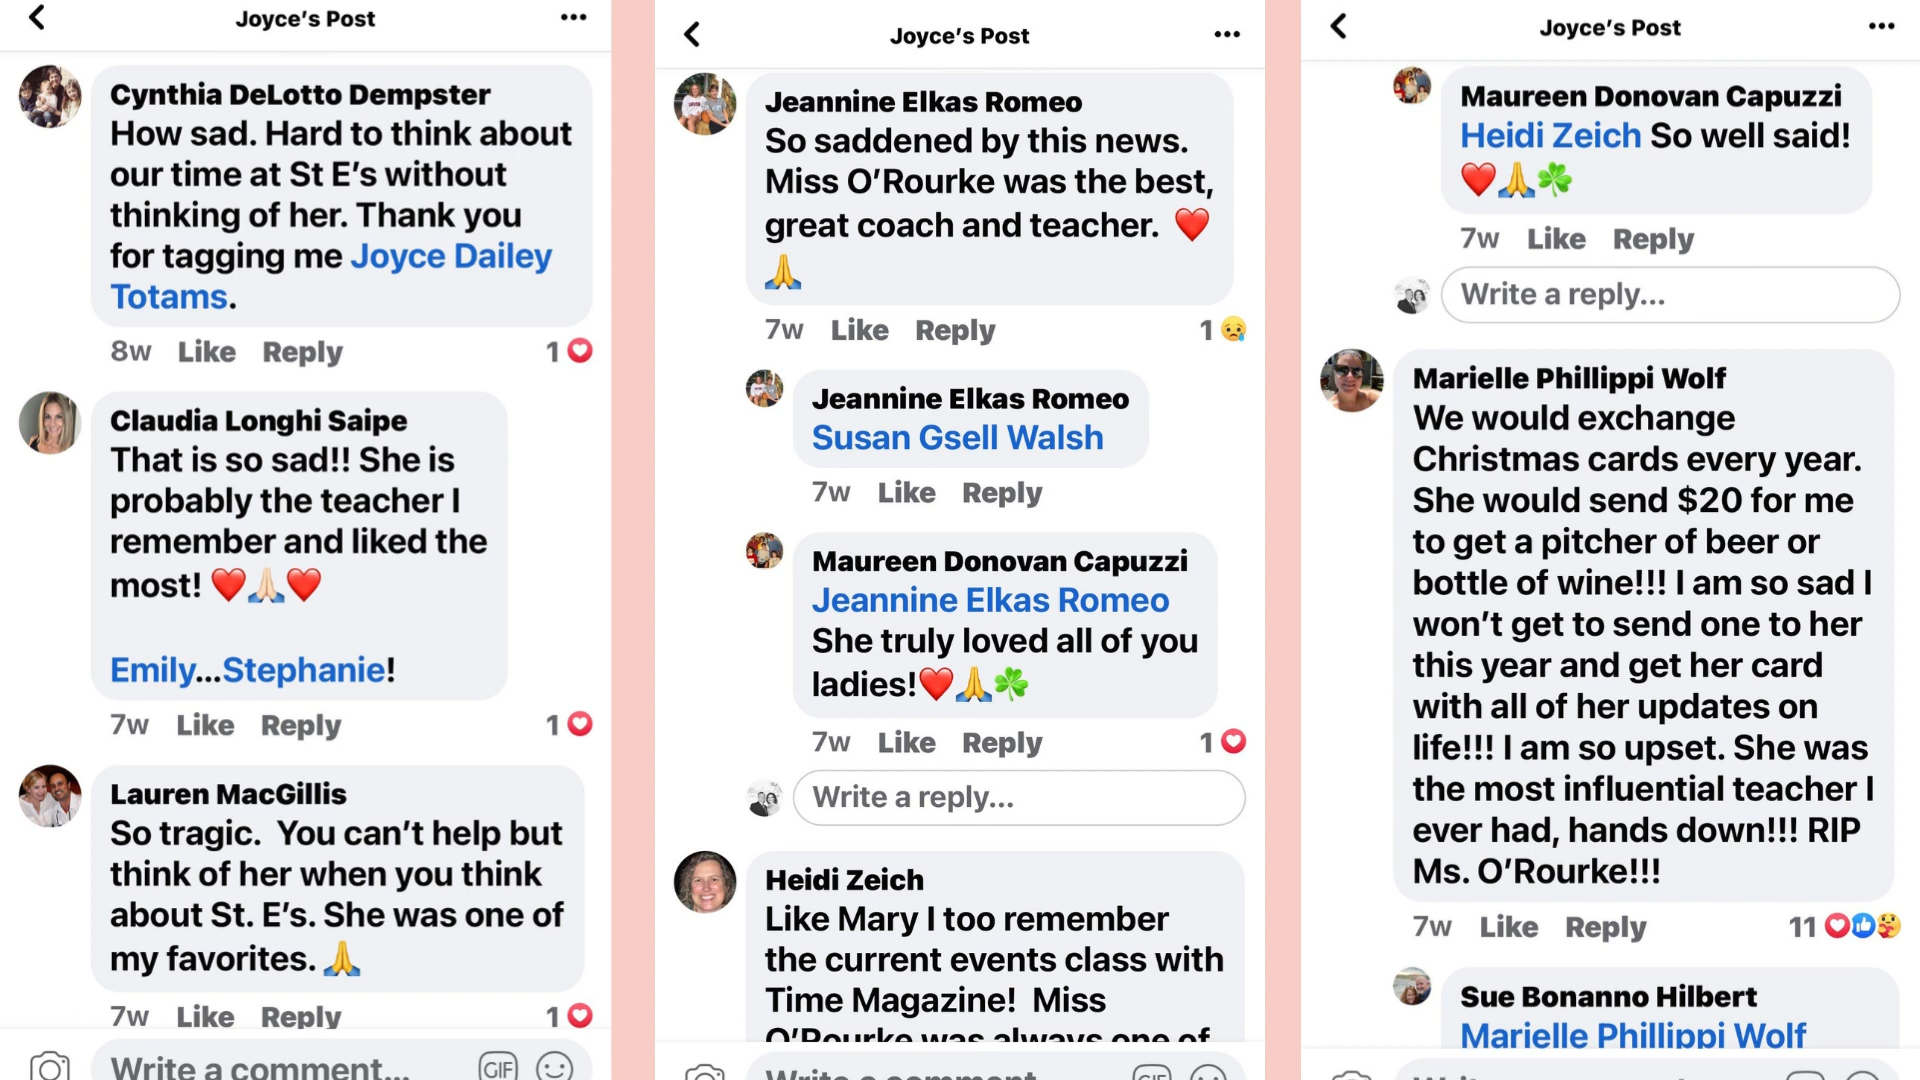 Joyce's Post
Cynthia DeLotto Dempster
How sad. Hard to think about
our time at St E's without
thinking of her. Thank you
for tagging me Joyce Dailey
Totams.
8w Like Reply 1
Claudia Longhi Saipe
That is so sad!! She is
probably the teacher I
remember and liked the
most! ❤️🙏🏻❤️
Emily...Stephanie!
7w Like Reply 1
Lauren MacGillis
So tragic. You can't help but
think of her when you think
about St. E's. She was one of
my favorites. 🙏
7w Like Reply 1
Write a comment...
GIF
Joyce's Post
Jeannine Elkas Romeo
So saddened by this news.
Miss O'Rourke was the best,
great coach and teacher. ❤️
🙏
7w Like Reply 1
Jeannine Elkas Romeo
Susan Gsell Walsh
7w Like Reply
Maureen Donovan Capuzzi
Jeannine Elkas Romeo
She truly loved all of you
ladies!❤️🙏☘️
7w Like Reply 1
Write a reply...
Heidi Zeich
Like Mary I too remember
the current events class with
Time Magazine! Miss
O'Rourke was always one of
Write a comment
GIF
Joyce's Post
Maureen Donovan Capuzzi
Heidi Zeich So well said!
❤️🙏☘️
7w Like Reply
Write a reply...
Marielle Phillippi Wolf
We would exchange
Christmas cards every year.
She would send $20 for me
to get a pitcher of beer or
bottle of wine!!! I am so sad I
won't get to send one to her
this year and get her card
with all of her updates on
life!!! I am so upset. She was
the most influential teacher I
ever had, hands down!!! RIP
Ms. O'Rourke!!!
7w Like Reply 11
Sue Bonanno Hilbert
Marielle Phillippi Wolf